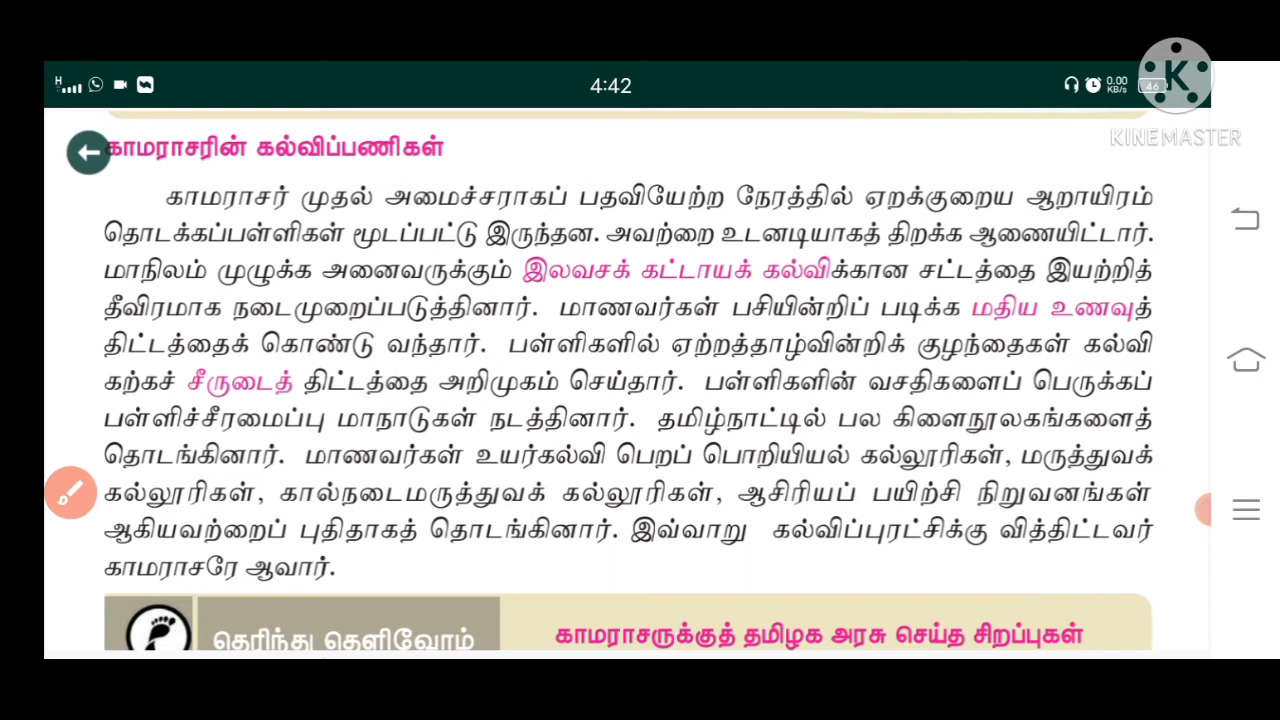 H
4:42
0.00
KB/s
46
K
KINEMASTER
காமராசரின் கல்விப்பணிகள்
காமராசர் முதல் அமைச்சராகப் பதவியேற்ற நேரத்தில் ஏறக்குறைய ஆறாயிரம்
தொடக்கப்பள்ளிகள் மூடப்பட்டு இருந்தன. அவற்றை உடனடியாகத் திறக்க ஆணையிட்டார்.
மாநிலம் முழுக்க அனைவருக்கும் இலவசக் கட்டாயக் கல்விக்கான சட்டத்தை இயற்றித்
தீவிரமாக நடைமுறைப்படுத்தினார். மாணவர்கள் பசியின்றிப் படிக்க மதிய உணவுத்
திட்டத்தைக் கொண்டு வந்தார். பள்ளிகளில் ஏற்றத்தாழ்வின்றிக் குழந்தைகள் கல்வி
கற்கச் சீருடைத் திட்டத்தை அறிமுகம் செய்தார். பள்ளிகளின் வசதிகளைப் பெருக்கப்
பள்ளிச்சீரமைப்பு மாநாடுகள் நடத்தினார். தமிழ்நாட்டில் பல கிளைநூலகங்களைத்
தொடங்கினார். மாணவர்கள் உயர்கல்வி பெறப் பொறியியல் கல்லூரிகள், மருத்துவக்
கல்லூரிகள், கால்நடைமருத்துவக் கல்லூரிகள், ஆசிரியப் பயிற்சி நிறுவனங்கள்
ஆகியவற்றைப் புதிதாகத் தொடங்கினார். இவ்வாறு கல்விப்புரட்சிக்கு வித்திட்டவர்
காமராசரே ஆவார்.
தெரிந்து தெளிவோம்
காமராசருக்குத் தமிழக அரசு செய்த சிறப்புகள்